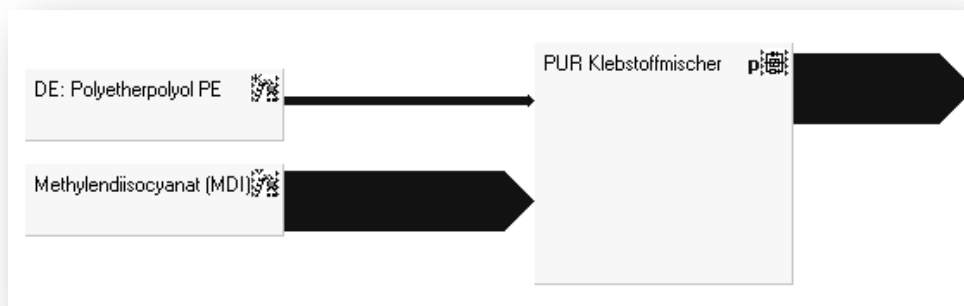 DE: Polyetherpolyol PE
PUR Klebstoffmischer p
Methylendiisocyanat (MDI)